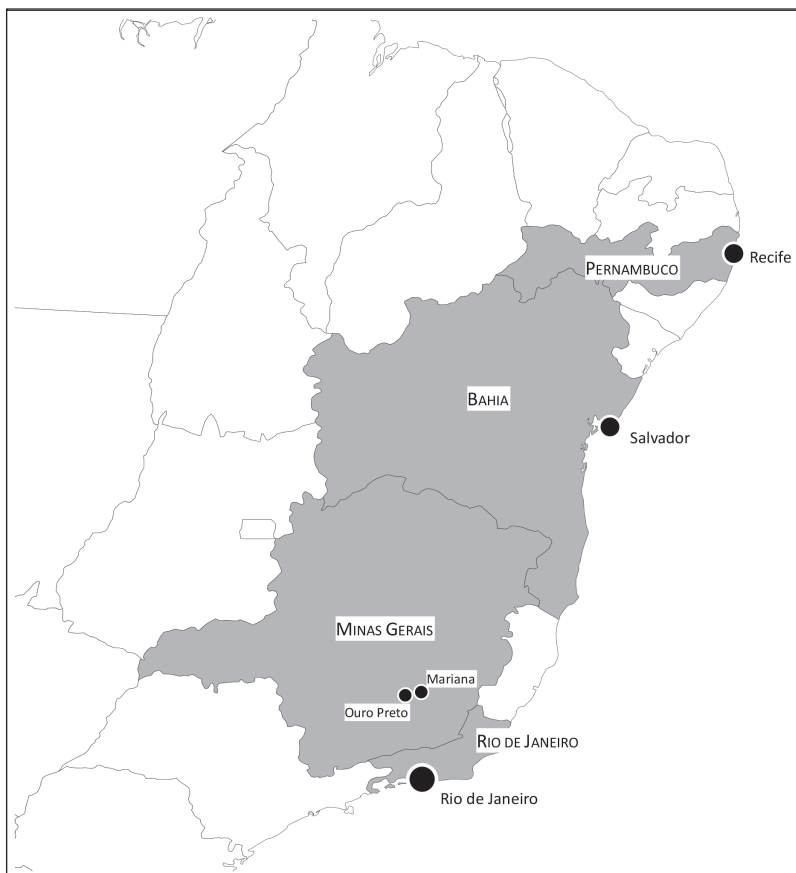 Recife
PERNAMBUCO
BAHIA
Salvador
MINAS GERAIS
Mariana
Ouro Preto
RIO DE JANEIRO
Rio de Janeiro